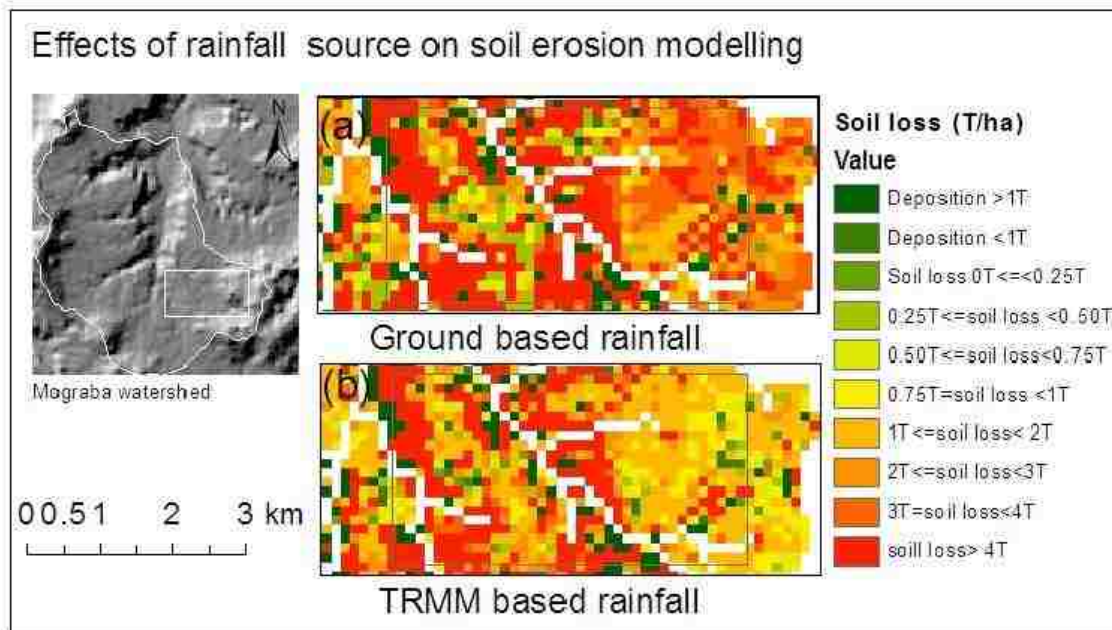 Effects of rainfall source on soil erosion modelling
N
Mograba watershed
0 0.5 1 2 3 km
(a)
Ground based rainfall
(b)
TRMM based rainfall
Soil loss (T/ha)
Value
Deposition >1T
Deposition <1T
Soil loss 0T<=<0.25T
0.25T<=soil loss <0.50T
0.50T<=soil loss<0.75T
0.75T=soil loss <1T
1T<=soil loss< 2T
2T<=soil loss<3T
3T=soil loss<4T
soill loss> 4T